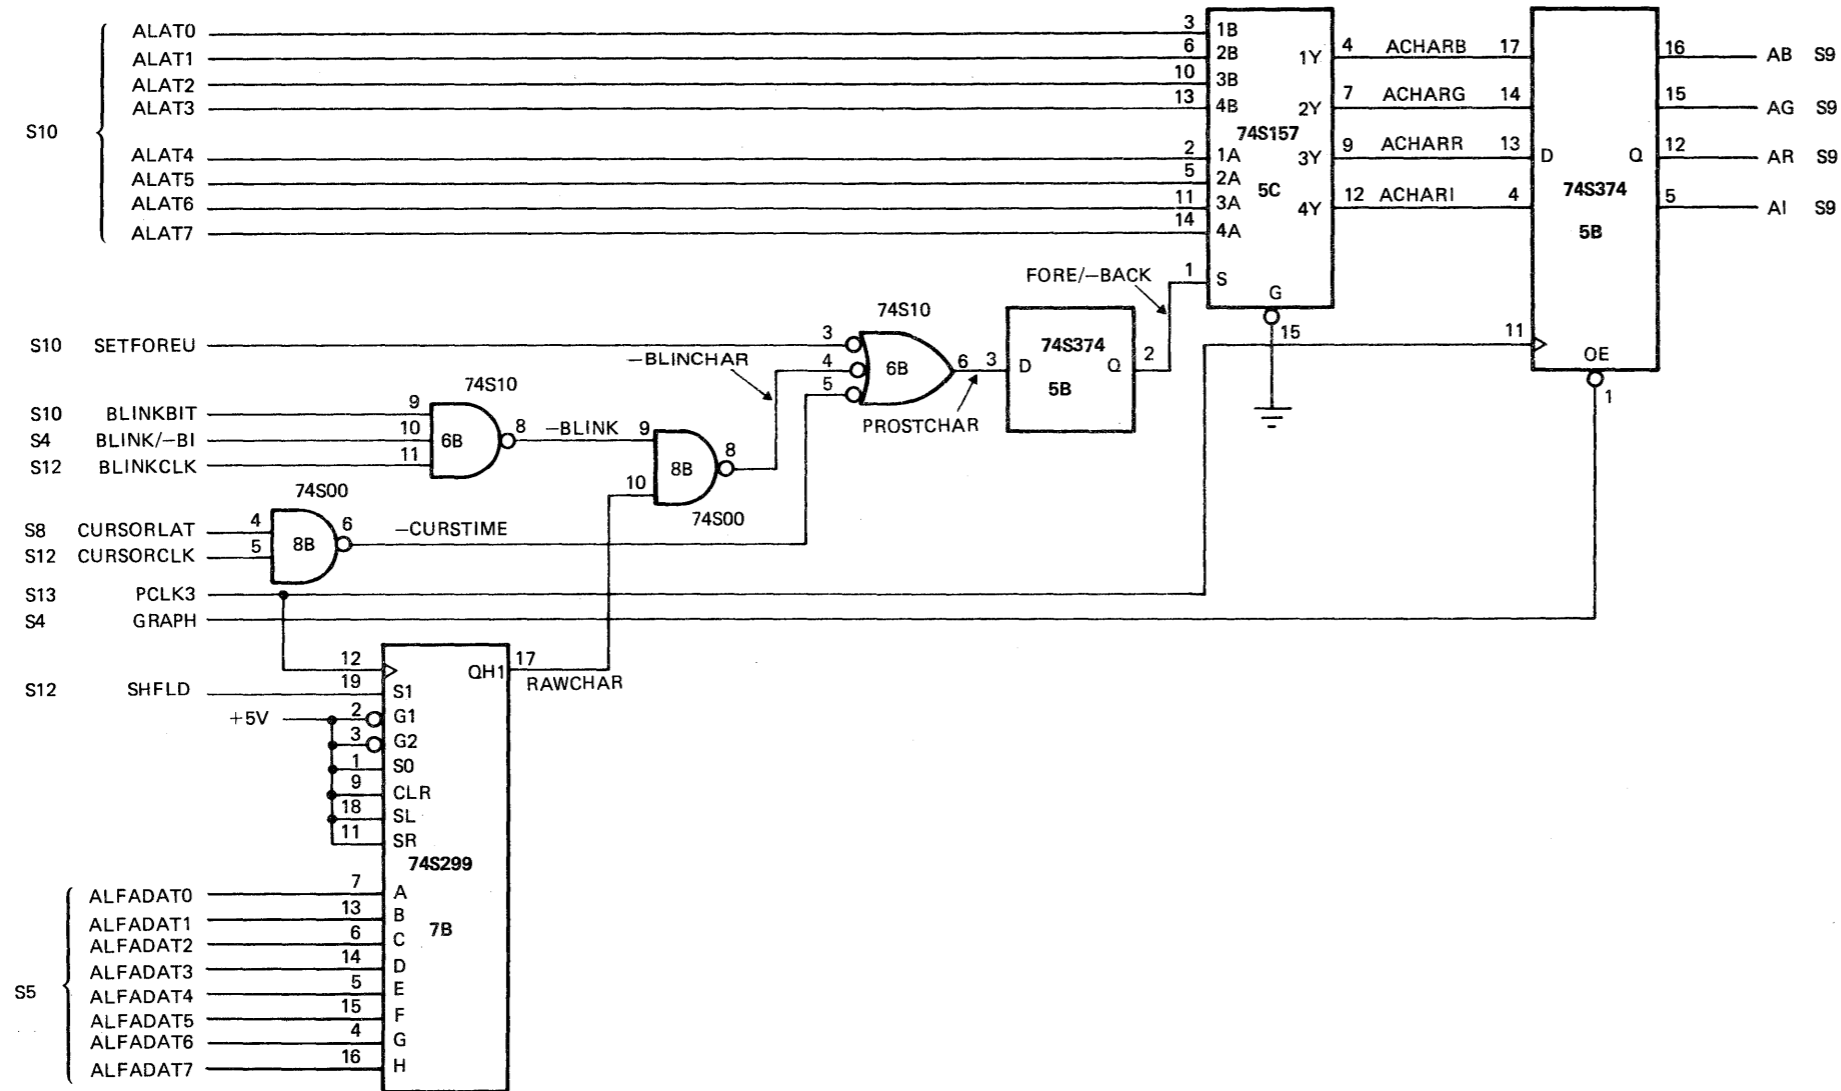 ALAT0 3 1B
ALAT1 6 2B 1Y 4 ACHARB 17 16 AB S9
ALAT2 10 3B
ALAT3 13 4B 2Y 7 ACHARG 14 15 AG S9
S10
74S157
ALAT4 2 1A 3Y 9 ACHARR 13 D Q 12 AR S9
ALAT5 5 2A 5C 74S374
ALAT6 11 3A 4Y 12 ACHARI 4 5 AI S9
ALAT7 14 4A 5B
FORE/−BACK 1 S
G
15
74S10
S10 SETFOREU 3 11
−BLINCHAR 4 6B 6 3 D 74S374 Q 2 OE
5 5B 1
PROSTCHAR
74S10
S10 BLINKBIT 9
S4 BLINK/−BI 10 6B 8 −BLINK 9
S12 BLINKCLK 11 8B 8
10
74S00
74S00
S8 CURSORLAT 4 6 −CURSTIME
S12 CURSORCLK 5 8B
S13 PCLK3
S4 GRAPH
12 QH1 17
RAWCHAR
S12 SHFLD 19 S1
+5V 2 G1
3 G2
1 S0
9 CLR
18 SL
11 SR
74S299
ALFADAT0 7 A
ALFADAT1 13 B
7B
ALFADAT2 6 C
ALFADAT3 14 D
S5 ALFADAT4 5 E
ALFADAT5 15 F
ALFADAT6 4 G
ALFADAT7 16 H